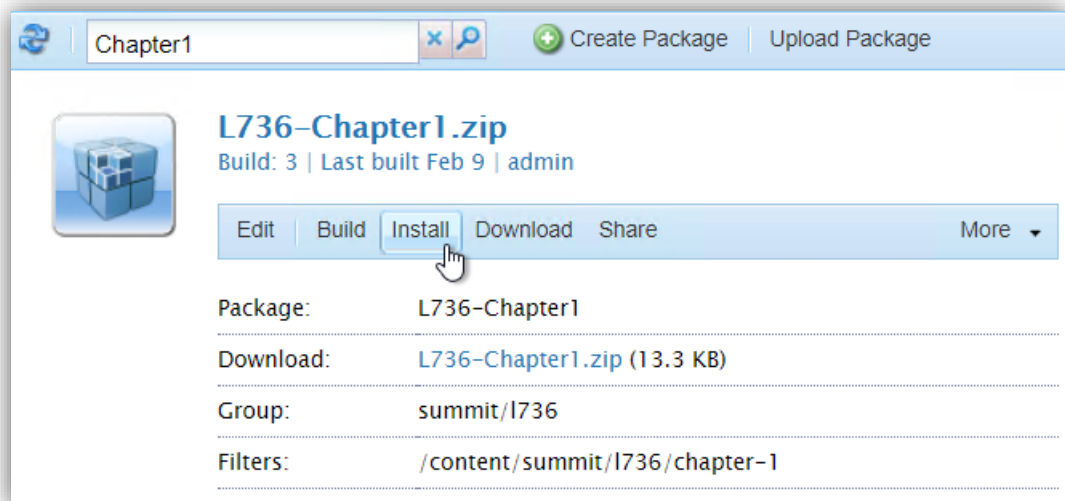 Chapter1 Create Package Upload Package
L736-Chapter1.zip
Build: 3 | Last built Feb 9 | admin
Edit Build Install Download Share More
Package: L736-Chapter1
Download: L736-Chapter1.zip (13.3 KB)
Group: summit/l736
Filters: /content/summit/l736/chapter-1